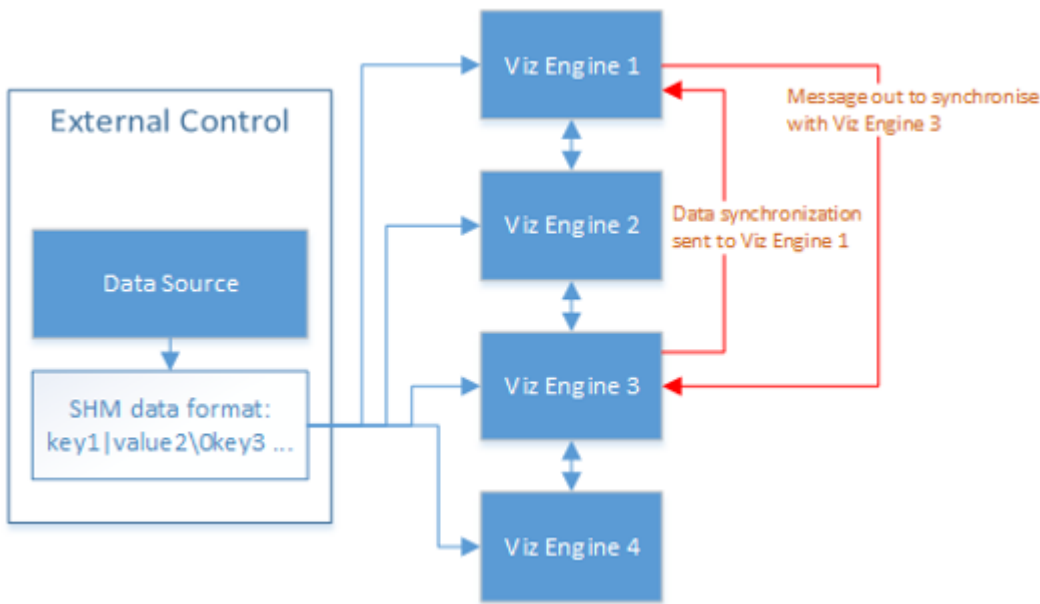 External Control
Data Source
SHM data format:
key1|value2\0key3 ...
Viz Engine 1
Viz Engine 2
Viz Engine 3
Viz Engine 4
Message out to synchronise
with Viz Engine 3
Data synchronization
sent to Viz Engine 1